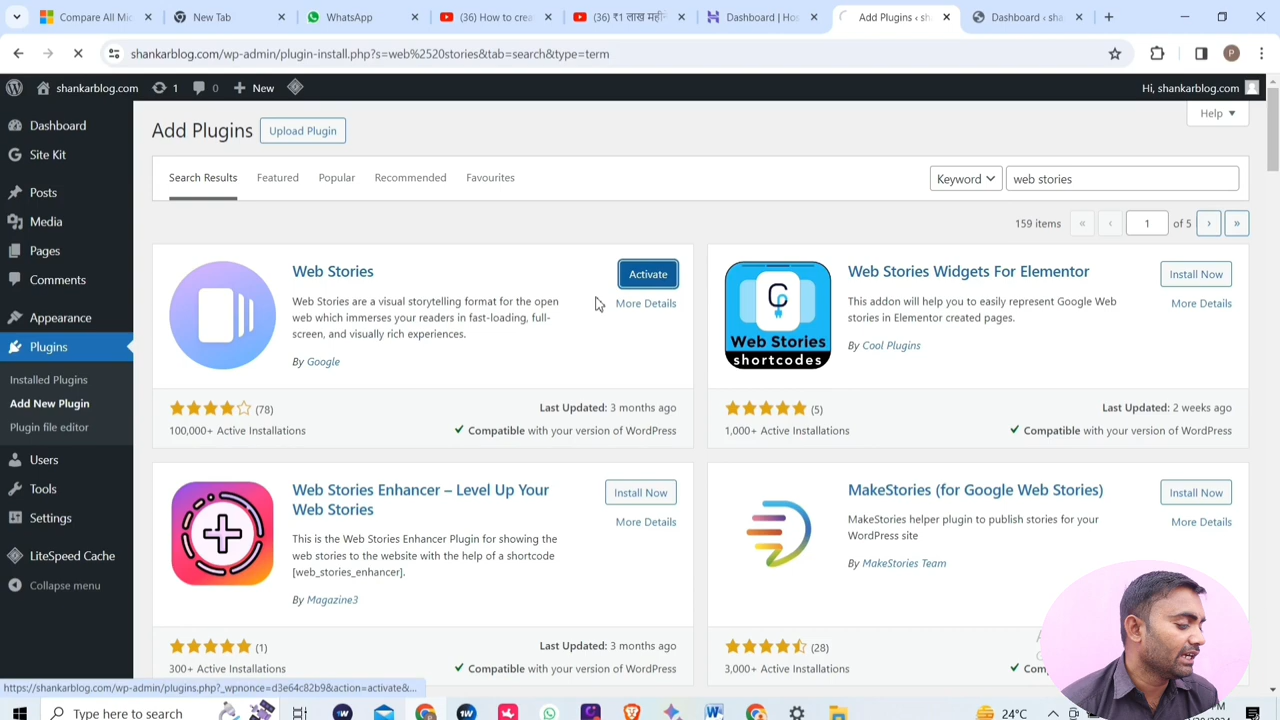 Compare All Mic
New Tab
WhatsApp
(36) How to crea
(36) ₹1 लाख महीन
Dashboard | Hos
Add Plugins ‹ sh
Dashboard ‹ sha
shankarblog.com/wp-admin/plugin-install.php?s=web%2520stories&tab=search&type=term
P
shankarblog.com
1
0
New
Hi, shankarblog.com
Dashboard
Site Kit
Posts
Media
Pages
Comments
Appearance
Plugins
Installed Plugins
Add New Plugin
Plugin file editor
Users
Tools
Settings
LiteSpeed Cache
Collapse menu
Add Plugins
Upload Plugin
Help
Search Results
Featured
Popular
Recommended
Favourites
Keyword
web stories
159 items
«
‹
1
of 5
›
»
Web Stories
Activate
More Details
Web Stories are a visual storytelling format for the open
web which immerses your readers in fast-loading, full-
screen, and visually rich experiences.
By Google
(78)
100,000+ Active Installations
Last Updated: 3 months ago
Compatible with your version of WordPress
Web Stories
shortcodes
Web Stories Widgets For Elementor
Install Now
More Details
This addon will help you to easily represent Google Web
stories in Elementor created pages.
By Cool Plugins
(5)
1,000+ Active Installations
Last Updated: 2 weeks ago
Compatible with your version of WordPress
Web Stories Enhancer – Level Up Your
Web Stories
Install Now
More Details
This is the Web Stories Enhancer Plugin for showing the
web stories to the website with the help of a shortcode
[web_stories_enhancer].
By Magazine3
(1)
300+ Active Installations
Last Updated: 3 months ago
Compatible with your version of WordPress
MakeStories (for Google Web Stories)
Install Now
More Details
MakeStories helper plugin to publish stories for your
WordPress site
By MakeStories Team
(28)
3,000+ Active Installations
https://shankarblog.com/wp-admin/plugins.php?_wpnonce=d3e64c82b9&action=activate&...
Type here to search
24°C